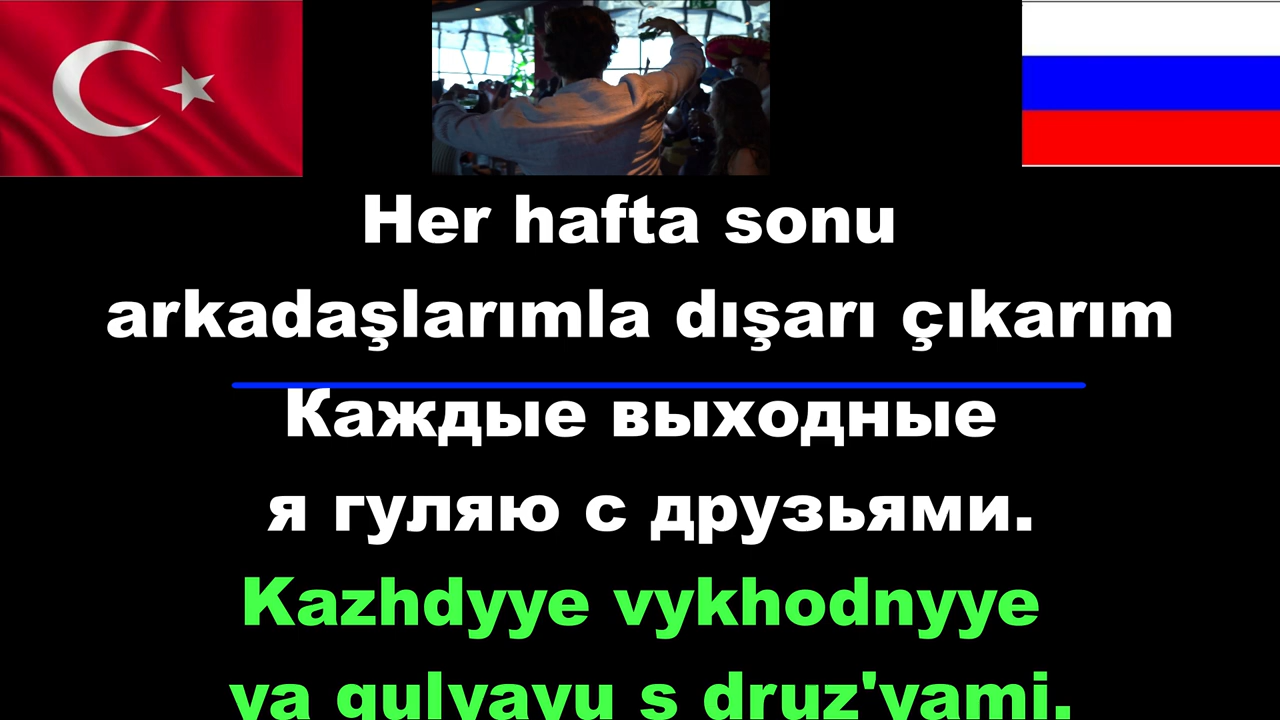 Her hafta sonu
arkadaşlarımla dışarı çıkarım
Каждые выходные
я гуляю с друзьями.
Kazhdyye vykhodnyye
ya gulyayu s druz'yami.